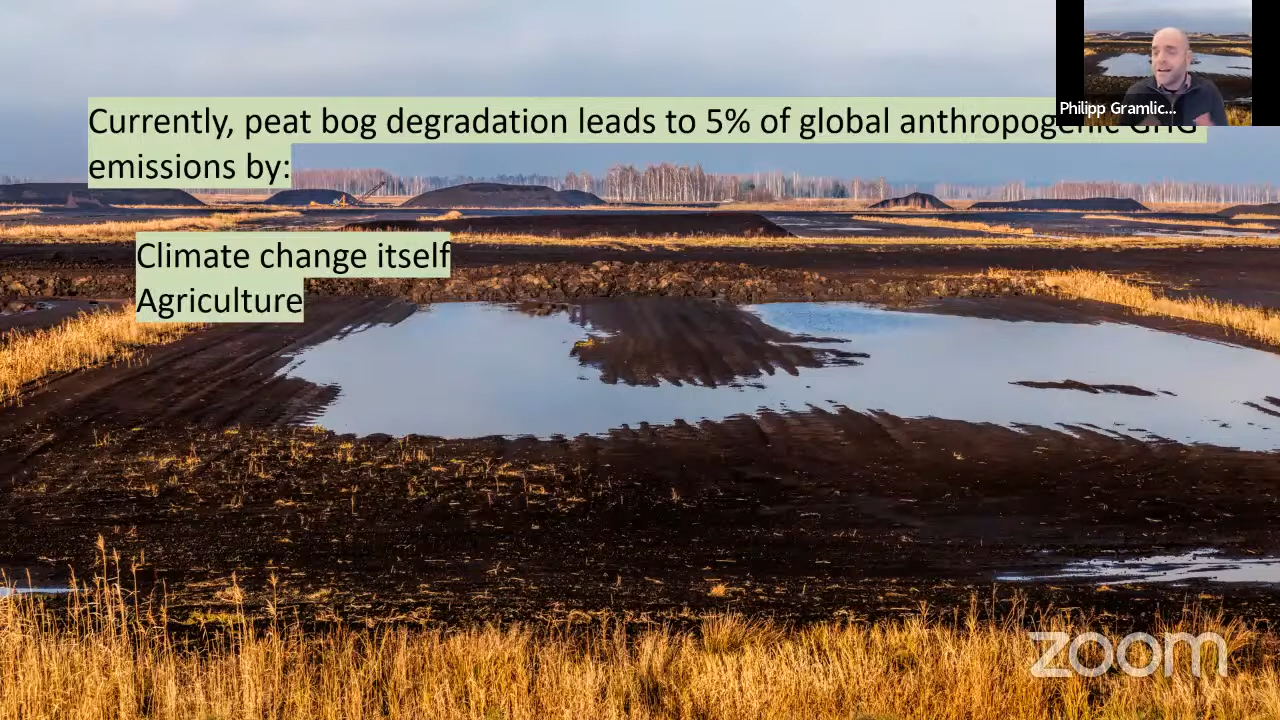 Currently, peat bog degradation leads to 5% of global anthropogenic GHG
emissions by:
Climate change itself
Agriculture
Philipp Gramlic...
zoom